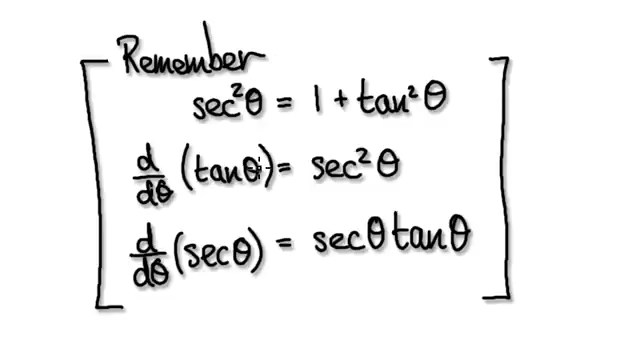 Remember
sec²θ = 1 + tan²θ
d/dθ (tanθ) = sec²θ
d/dθ (secθ) = secθ tanθ